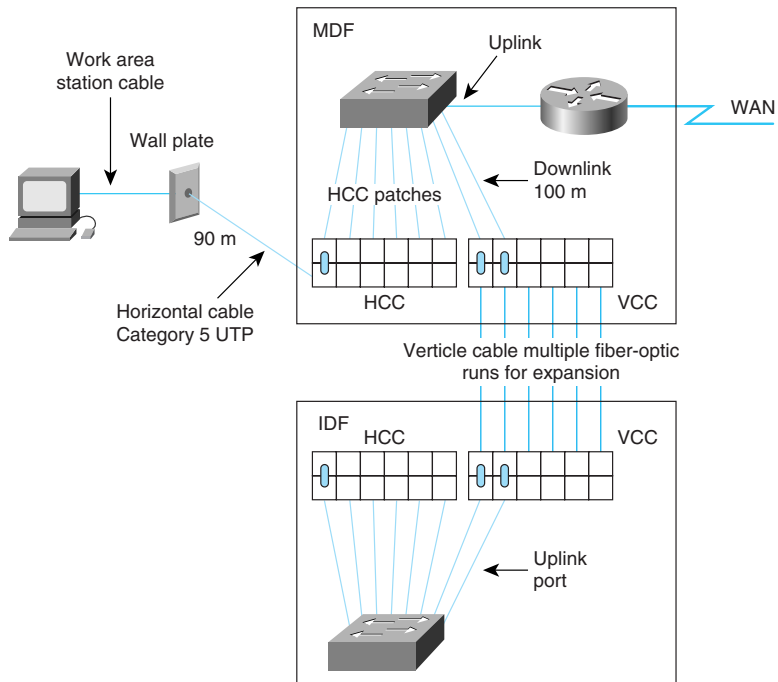 MDF
Uplink
Work area
station cable
WAN
Wall plate
Downlink
100 m
HCC patches
90 m
HCC
VCC
Horizontal cable
Category 5 UTP
Verticle cable multiple fiber-optic
runs for expansion
IDF
HCC
VCC
Uplink
port